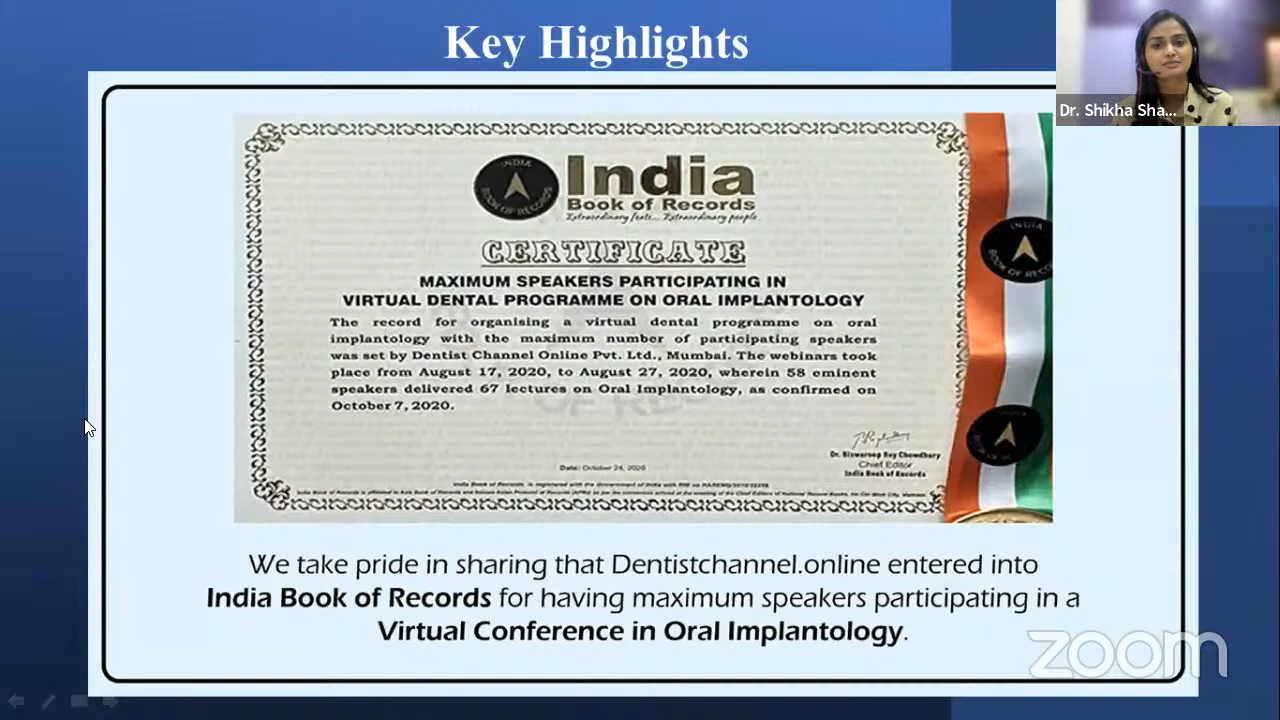 Key Highlights
Dr. Shikha Sha...
INDIA
BOOK OF RECORDS
India
Book of Records
Extraordinary feats... Extraordinary people
CERTIFICATE
MAXIMUM SPEAKERS PARTICIPATING IN
VIRTUAL DENTAL PROGRAMME ON ORAL IMPLANTOLOGY
The record for organising a virtual dental programme on oral
implantology with the maximum number of participating speakers
was set by Dentist Channel Online Pvt. Ltd., Mumbai. The webinars took
place from August 17, 2020, to August 27, 2020, wherein 58 eminent
speakers delivered 67 lectures on Oral Implantology, as confirmed on
October 7, 2020.
Date: October 24, 2020
Dr. Biswaroop Roy Chowdhury
Chief Editor
India Book of Records
We take pride in sharing that Dentistchannel.online entered into
India Book of Records for having maximum speakers participating in a
Virtual Conference in Oral Implantology.
zoom